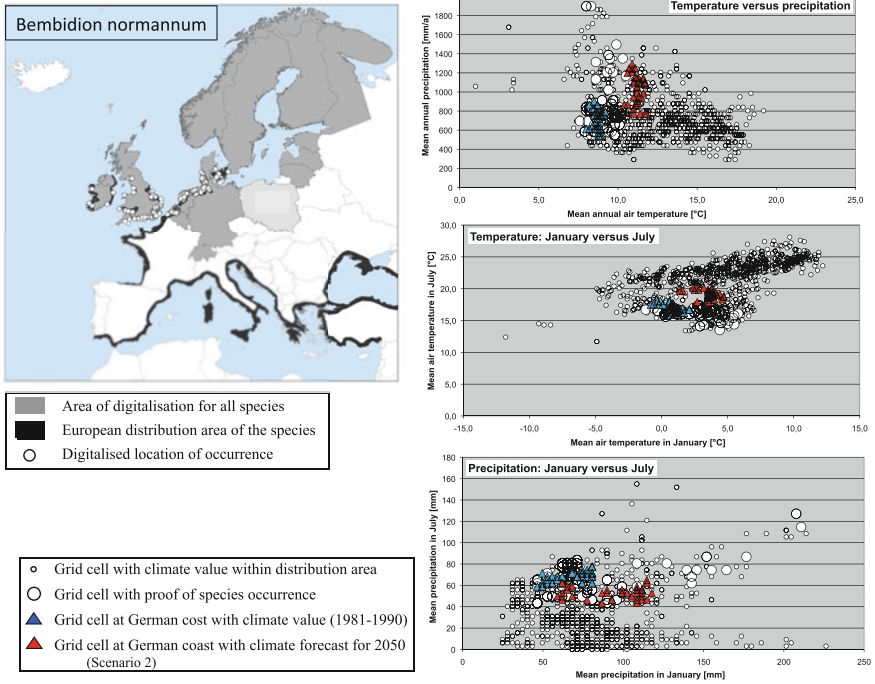 Bembidion normannum
Area of digitalisation for all species
European distribution area of the species
Digitalised location of occurrence
Grid cell with climate value within distribution area
Grid cell with proof of species occurrence
Grid cell at German cost with climate value (1981-1990)
Grid cell at German coast with climate forecast for 2050
(Scenario 2)
Temperature versus precipitation
Mean annual precipitation [mm/a]
1800
1600
1400
1200
1000
800
600
400
200
0
0,0 5,0 10,0 15,0 20,0 25,0
Mean annual air temperature [°C]
Temperature: January versus July
Mean air temperature in July [°C]
30,0
25,0
20,0
15,0
10,0
5,0
0,0
-15,0 -10,0 -5,0 0,0 5,0 10,0 15,0
Mean air temperature in January [°C]
Precipitation: January versus July
Mean precipitation in July [mm]
180
160
140
120
100
80
60
40
20
0
0 50 100 150 200 250
Mean precipitation in January [mm]